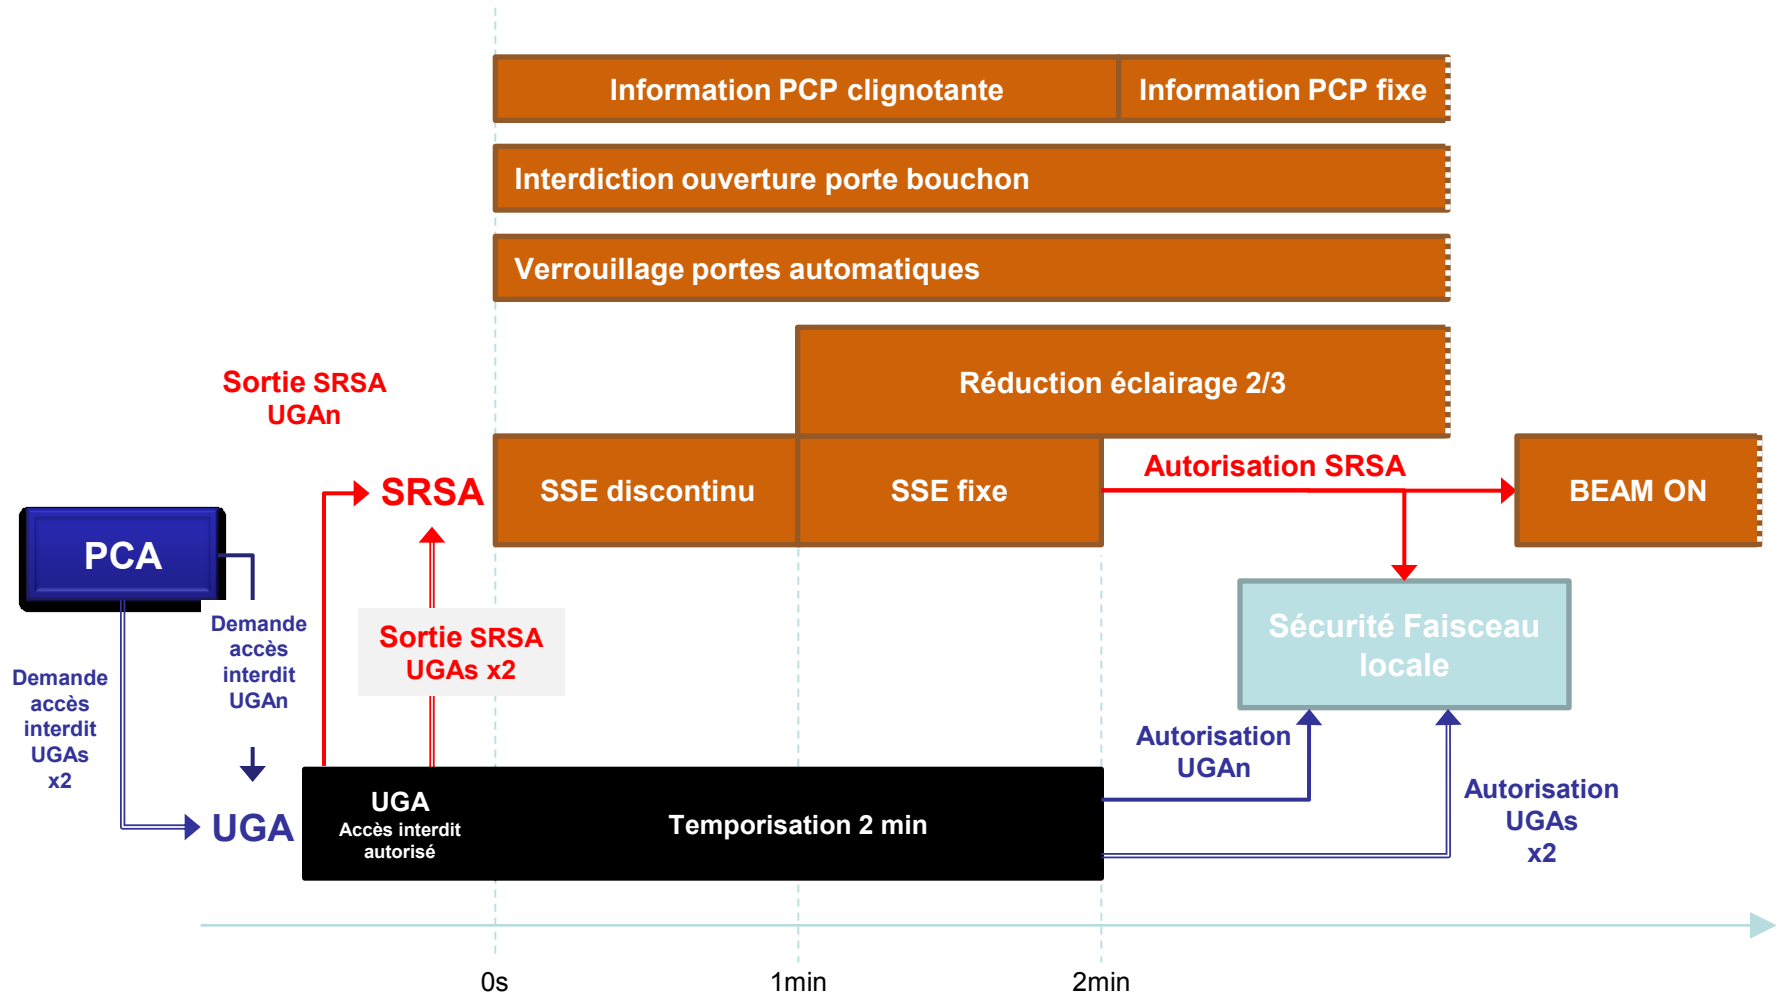 Information PCP clignotante
Information PCP fixe
Interdiction ouverture porte bouchon
Verrouillage portes automatiques
Réduction éclairage 2/3
Sortie SRSA
UGAn
SRSA
SSE discontinu
SSE fixe
Autorisation SRSA
BEAM ON
PCA
Demande
accès
interdit
UGAn
Sortie SRSA
UGAs x2
Sécurité Faisceau
locale
Demande
accès
interdit
UGAs
x2
Autorisation
UGAn
UGA
UGA
Accès interdit
autorisé
Temporisation 2 min
Autorisation
UGAs
x2
0s
1min
2min